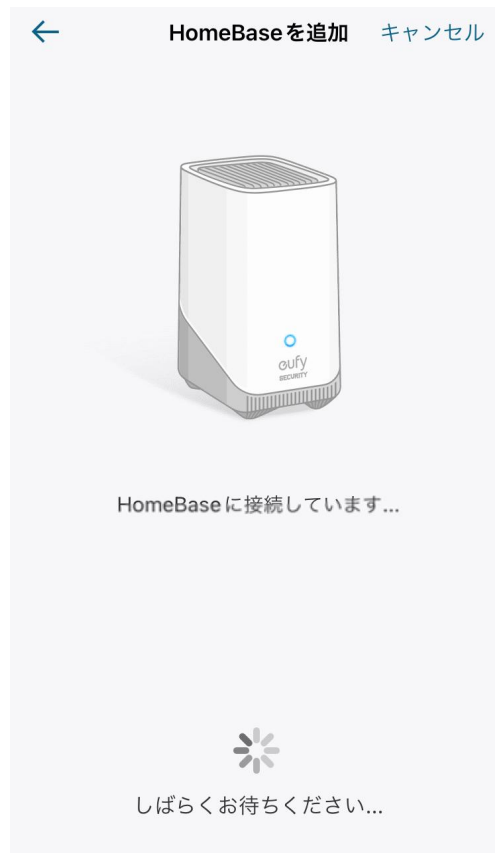 HomeBaseを追加 キャンセル
eufy
SECURITY
HomeBaseに接続しています...
しばらくお待ちください...